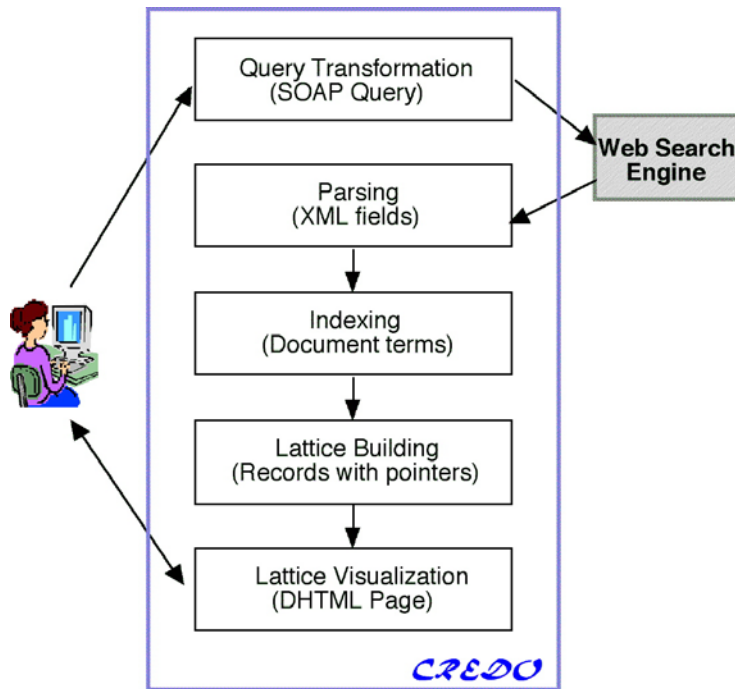 Query Transformation
(SOAP Query)
Web Search
Engine
Parsing
(XML fields)
Indexing
(Document terms)
Lattice Building
(Records with pointers)
Lattice Visualization
(DHTML Page)
CREDO